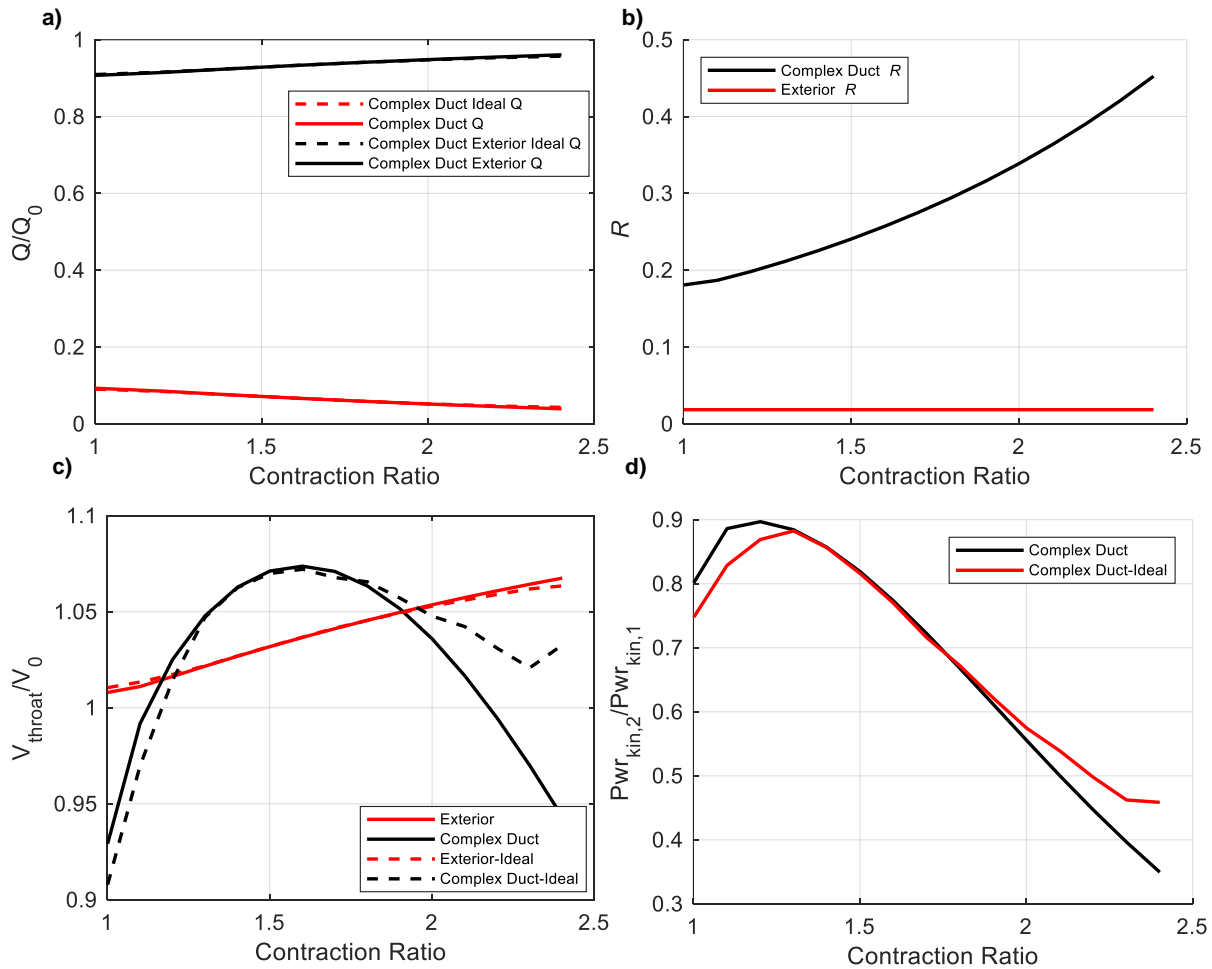 a)
1
0.8
0.6
0.4
0.2
0
Q/Q0
Complex Duct Ideal Q
Complex Duct Q
Complex Duct Exterior Ideal Q
Complex Duct Exterior Q
1 1.5 2 2.5
Contraction Ratio
b)
0.5
0.4
0.3
0.2
0.1
0
R
Complex Duct R
Exterior R
1 1.5 2 2.5
Contraction Ratio
c)
1.1
1.05
1
0.95
0.9
Vthroat/V0
Exterior
Complex Duct
Exterior-Ideal
Complex Duct-Ideal
1 1.5 2 2.5
Contraction Ratio
d)
0.9
0.8
0.7
0.6
0.5
0.4
0.3
Pwrkin,2/Pwrkin,1
Complex Duct
Complex Duct-Ideal
1 1.5 2 2.5
Contraction Ratio